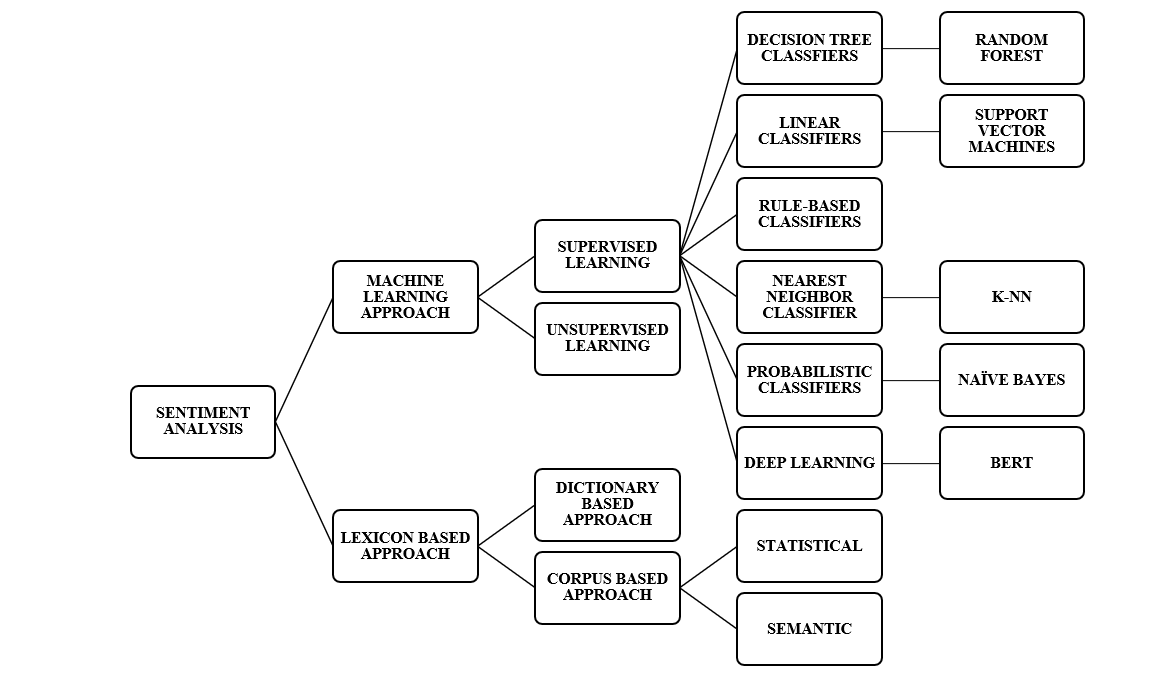 DECISION TREE
CLASSFIERS
RANDOM
FOREST
LINEAR
CLASSIFIERS
SUPPORT
VECTOR
MACHINES
RULE-BASED
CLASSIFIERS
SUPERVISED
LEARNING
MACHINE
LEARNING
APPROACH
NEAREST
NEIGHBOR
CLASSIFIER
K-NN
UNSUPERVISED
LEARNING
PROBABILISTIC
CLASSIFIERS
NAÏVE BAYES
SENTIMENT
ANALYSIS
DEEP LEARNING
BERT
DICTIONARY
BASED
APPROACH
LEXICON BASED
APPROACH
STATISTICAL
CORPUS BASED
APPROACH
SEMANTIC